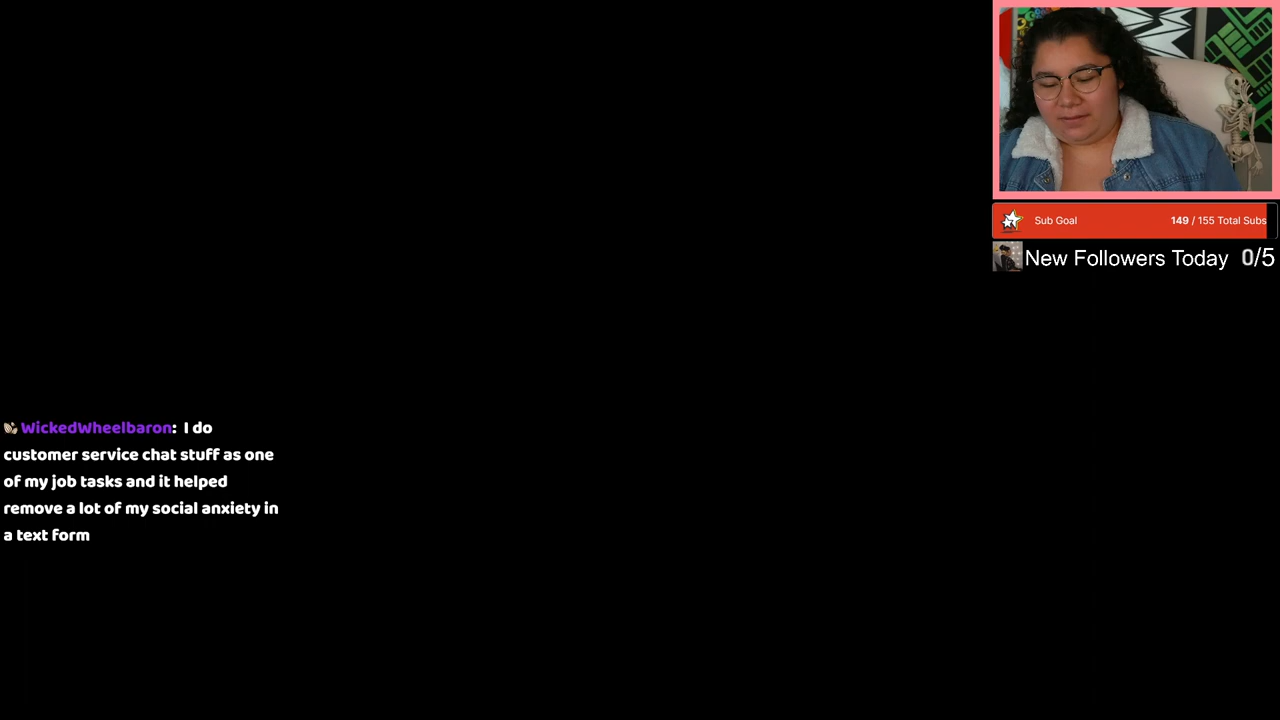 Sub Goal 149 / 155 Total Subs
New Followers Today 0/5
WickedWheelbaron: I do
customer service chat stuff as one
of my job tasks and it helped
remove a lot of my social anxiety in
a text form